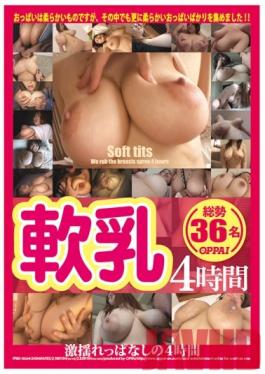 おっぱいは柔らかいものですが、その中でも更に柔らかいおっぱいばかりを集めました!!
Soft tits
We rub the breasts agree 4 hours
軟乳
総勢
36名
OPPAI
4時間
激揺れっぱなしの4時間